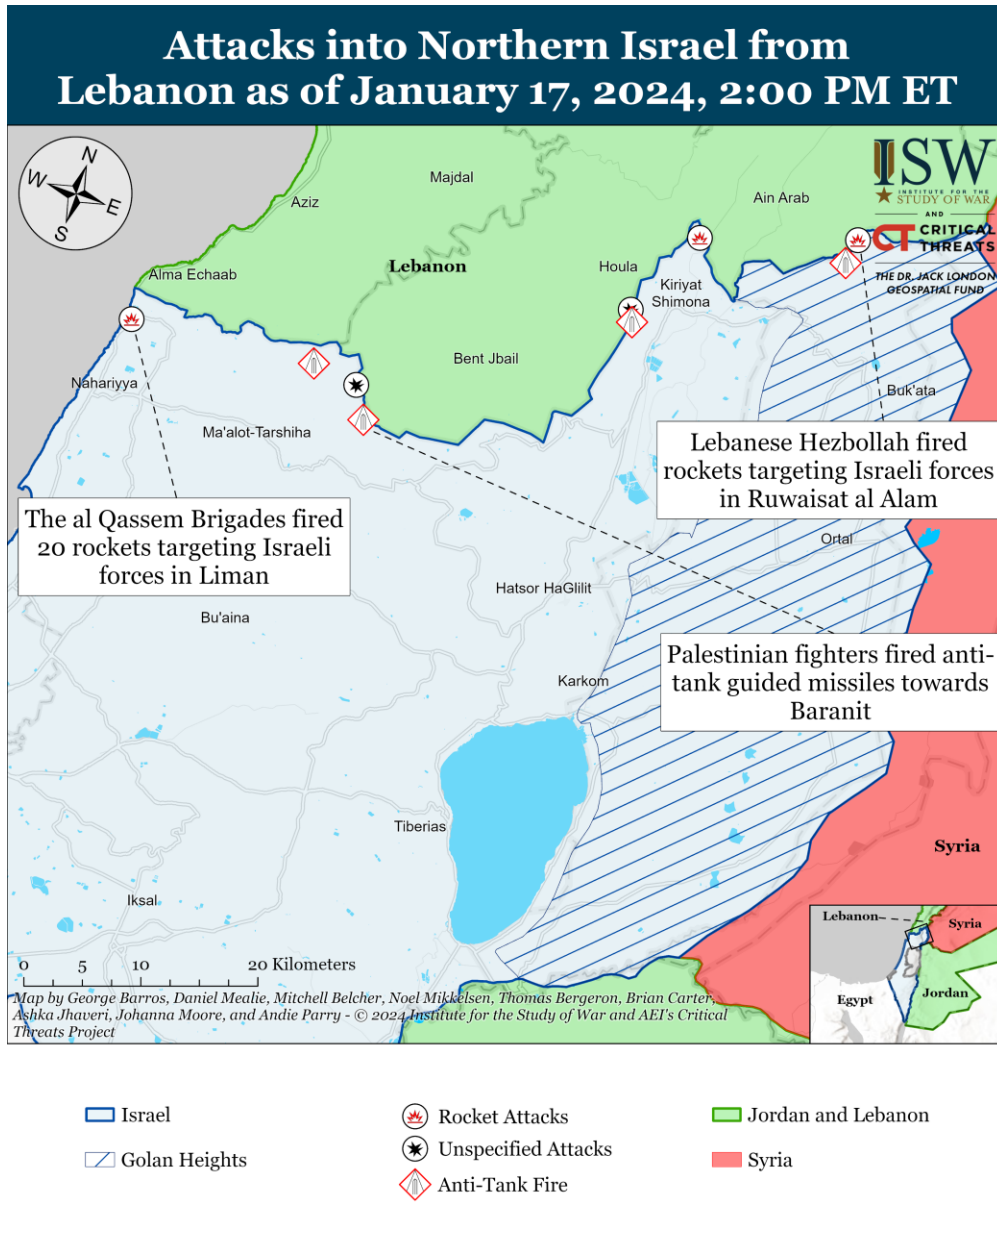 Attacks into Northern Israel from
Lebanon as of January 17, 2024, 2:00 PM ET
N
W
E
S
ISW
INSTITUTE FOR THE
STUDY OF WAR
AND
CT CRITICAL
THREATS
THE DR. JACK LONDON
GEOSPATIAL FUND
Majdal
Ain Arab
Aziz
Lebanon
Houla
Alma Echaab
Kiriyat
Shimona
Bent Jbail
Nahariyya
Buk'ata
Ma'alot-Tarshiha
Lebanese Hezbollah fired
rockets targeting Israeli forces
in Ruwaisat al Alam
The al Qassem Brigades fired
20 rockets targeting Israeli
forces in Liman
Ortal
Hatsor HaGlilit
Bu'aina
Palestinian fighters fired anti-
tank guided missiles towards
Baranit
Karkom
Tiberias
Syria
Iksal
Lebanon
Syria
Egypt
Jordan
0 5 10 20 Kilometers
Map by George Barros, Daniel Mealie, Mitchell Belcher, Noel Mikkelsen, Thomas Bergeron, Brian Carter,
Ashka Jhaveri, Johanna Moore, and Andie Parry - © 2024 Institute for the Study of War and AEI's Critical
Threats Project
Israel
Golan Heights
Rocket Attacks
Unspecified Attacks
Anti-Tank Fire
Jordan and Lebanon
Syria